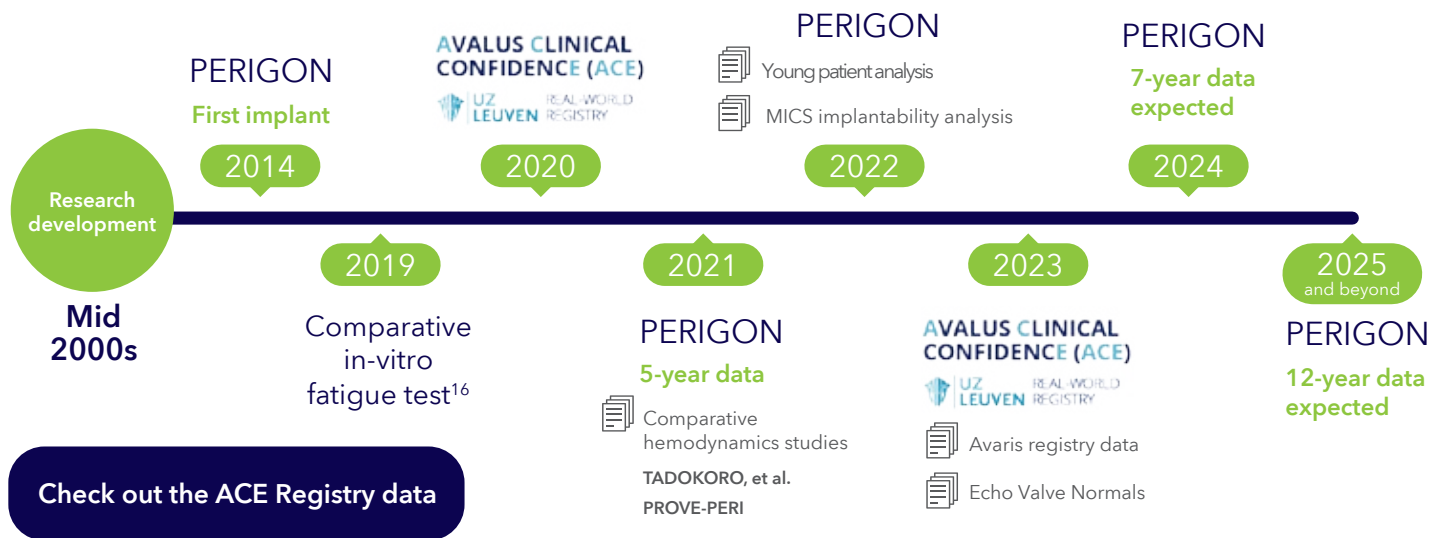 PERIGON
First implant
2014
AVALUS CLINICAL
CONFIDENCE (ACE)
UZ
LEUVEN
REAL-WORLD
REGISTRY
2020
PERIGON
Young patient analysis
MICS implantability analysis
2022
PERIGON
7-year data
expected
2024
Research
development
Mid
2000s
2019
Comparative
in-vitro
fatigue test16
2021
PERIGON
5-year data
Comparative
hemodynamics studies
TADOKORO, et al.
PROVE-PERI
2023
AVALUS CLINICAL
CONFIDENCE (ACE)
UZ
LEUVEN
REAL-WORLD
REGISTRY
Avaris registry data
Echo Valve Normals
2025
and beyond
PERIGON
12-year data
expected
Check out the ACE Registry data